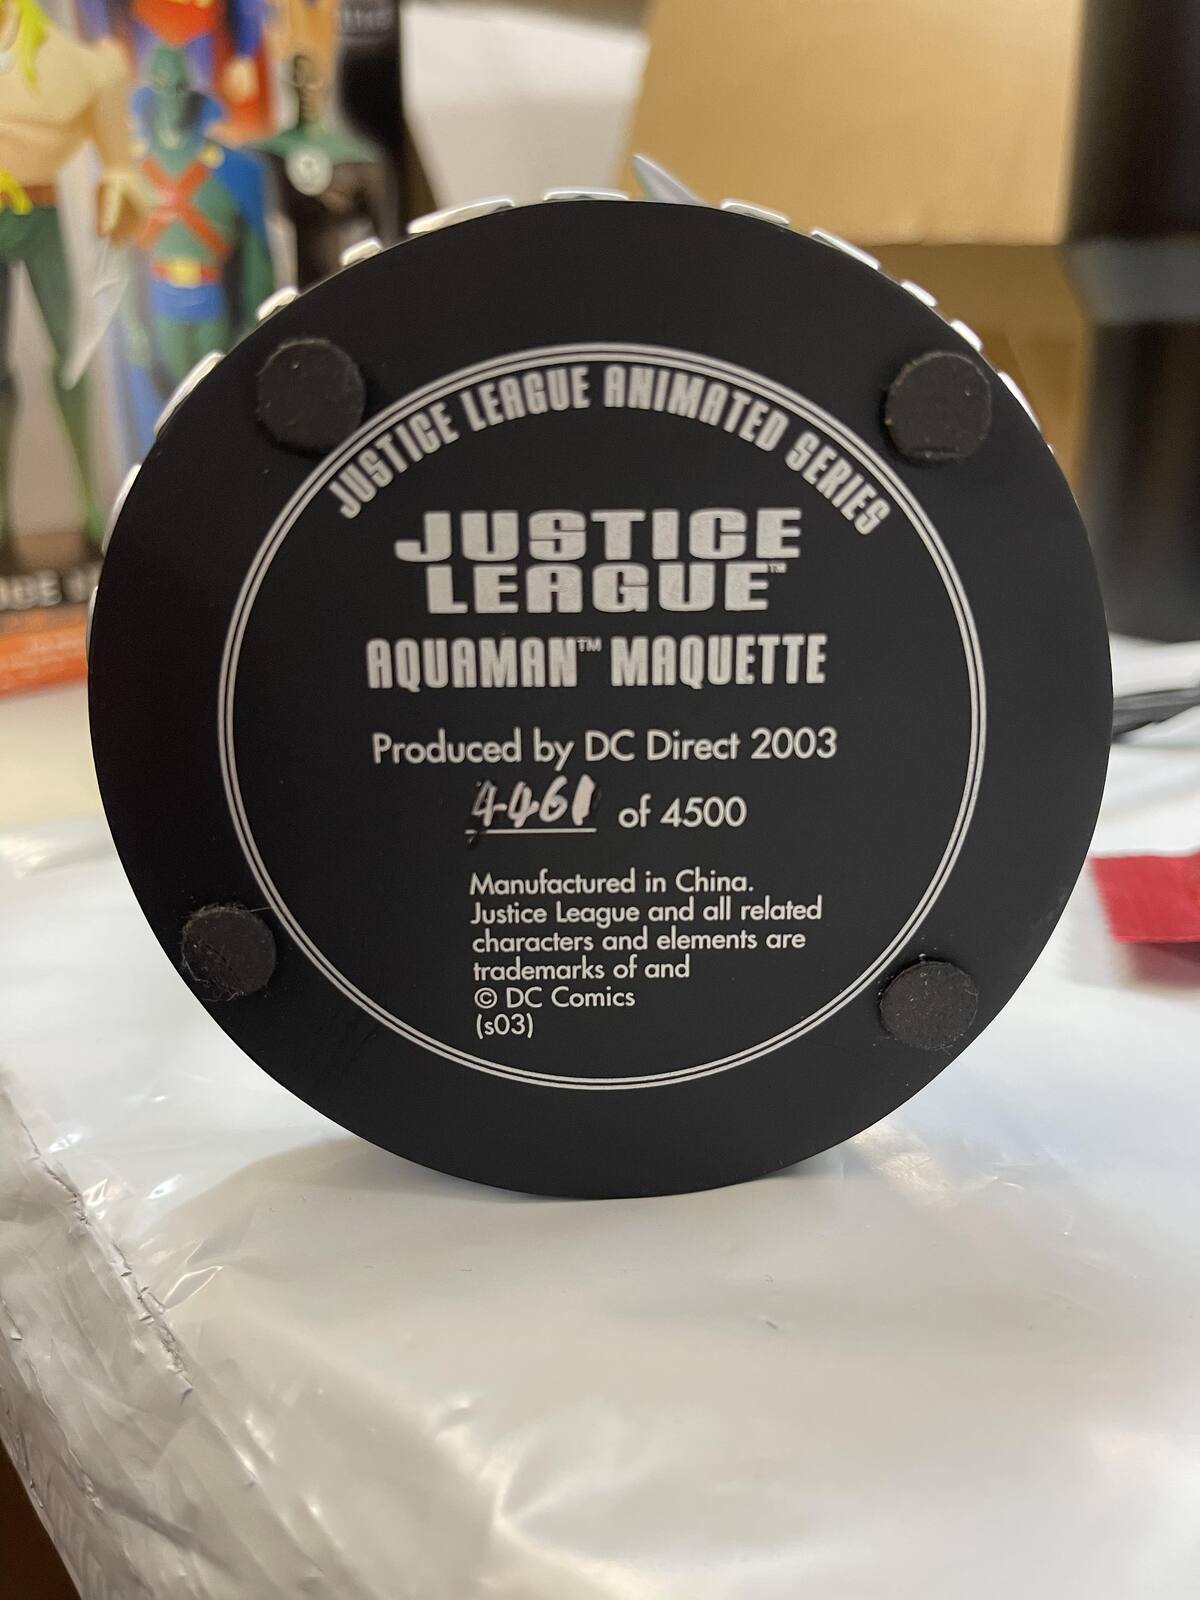 JUSTICE LEAGUE ANIMATED SERIES
JUSTICE
LEAGUE™
AQUAMAN™ MAQUETTE
Produced by DC Direct 2003
4461 of 4500
Manufactured in China.
Justice League and all related
characters and elements are
trademarks of and
© DC Comics
(s03)